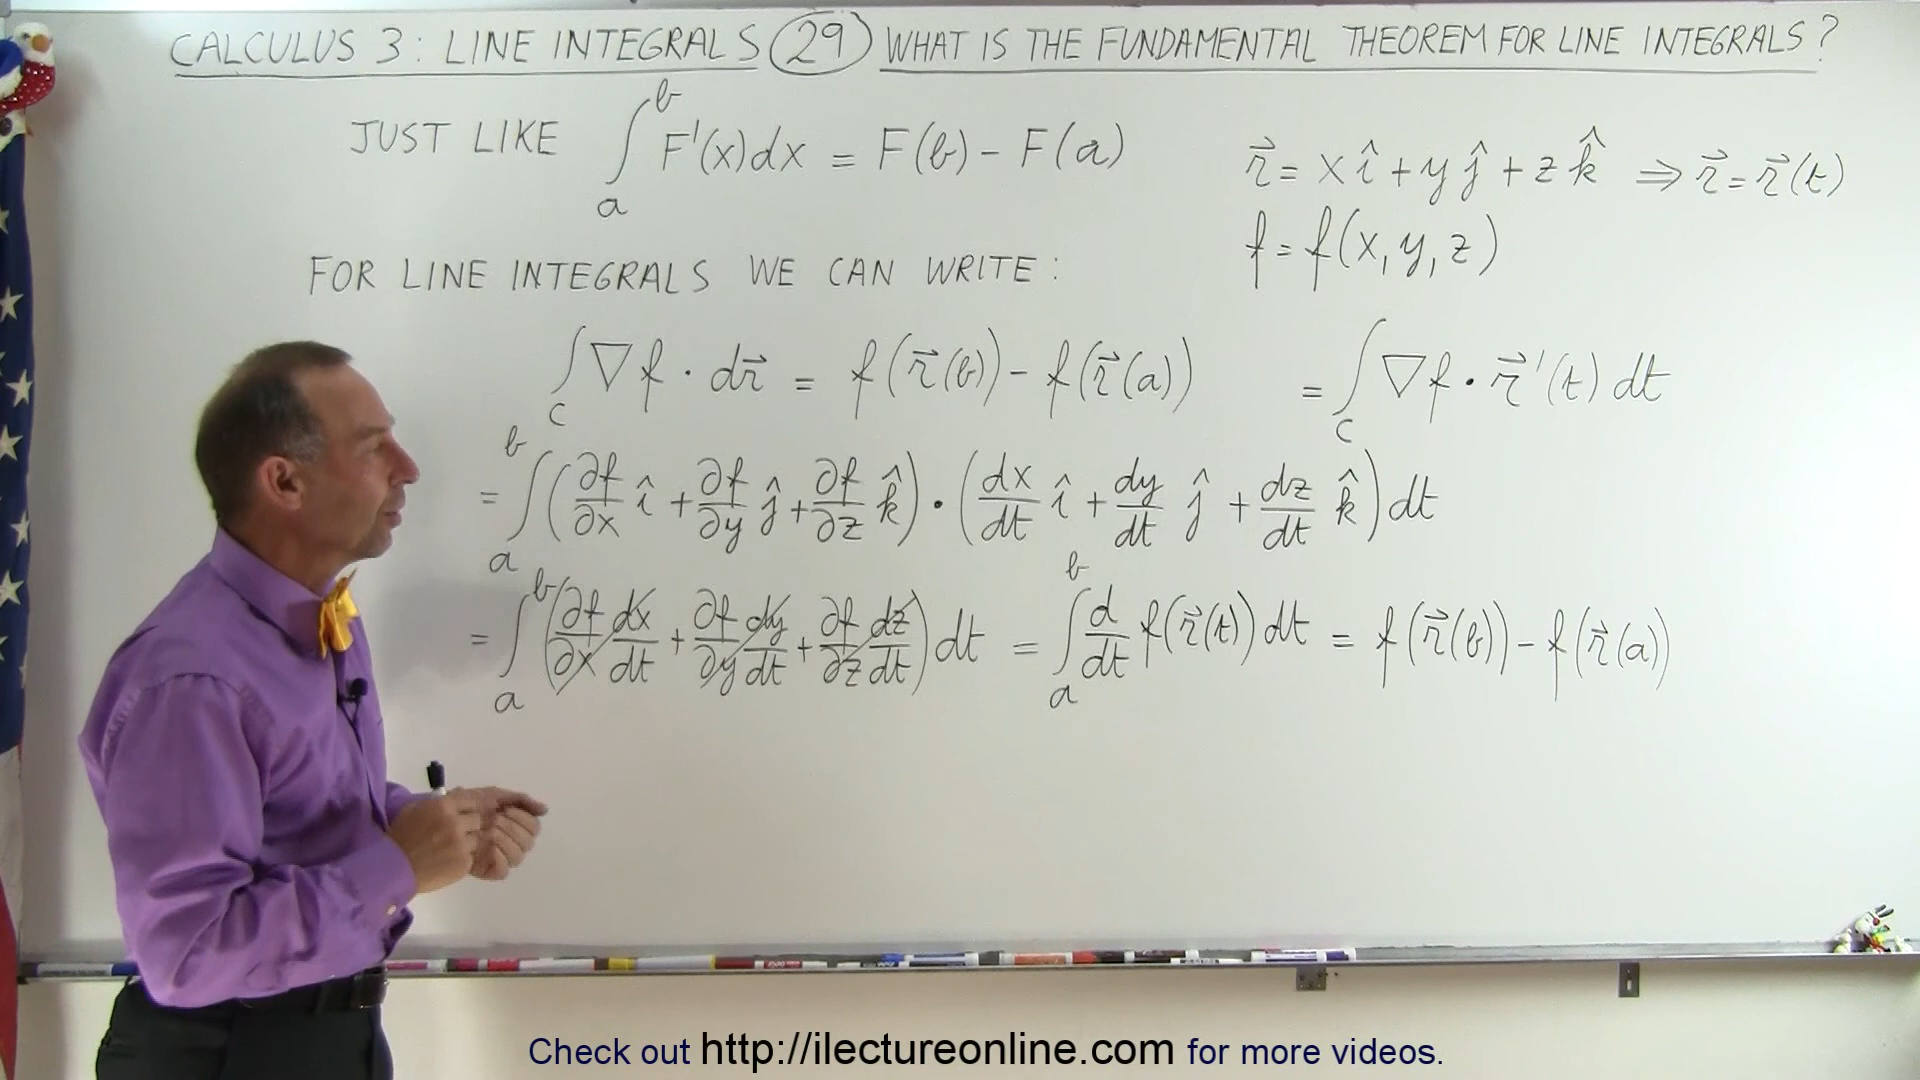 CALCULUS 3: LINE INTEGRALS 29 WHAT IS THE FUNDAMENTAL THEOREM FOR LINE INTEGRALS?
JUST LIKE ∫_a^b F'(x)dx = F(b) - F(a)
r⃗ = x î + y ĵ + z k̂ ⇒ r⃗ = r⃗(t)
f = f(x, y, z)
FOR LINE INTEGRALS WE CAN WRITE:
∫_C ∇f · dr⃗ = f(r⃗(b)) - f(r⃗(a)) = ∫_C ∇f · r⃗'(t) dt
= ∫_a^b (∂f/∂x î + ∂f/∂y ĵ + ∂f/∂z k̂) · (dx/dt î + dy/dt ĵ + dz/dt k̂) dt
= ∫_a^b (∂f/∂x dx/dt + ∂f/∂y dy/dt + ∂f/∂z dz/dt) dt = ∫_a^b d/dt f(r⃗(t)) dt = f(r⃗(b)) - f(r⃗(a))
Check out http://ilectureonline.com for more videos.